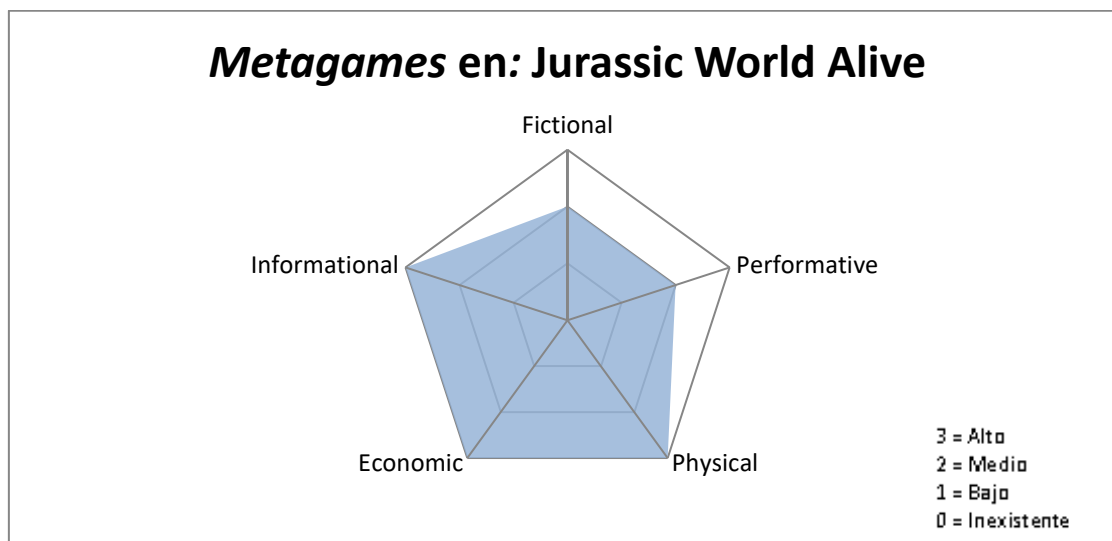 Metagames en: Jurassic World Alive
Fictional
Informational
Performative
Economic
Physical
3 = Alto
2 = Medio
1 = Bajo
0 = Inexistente